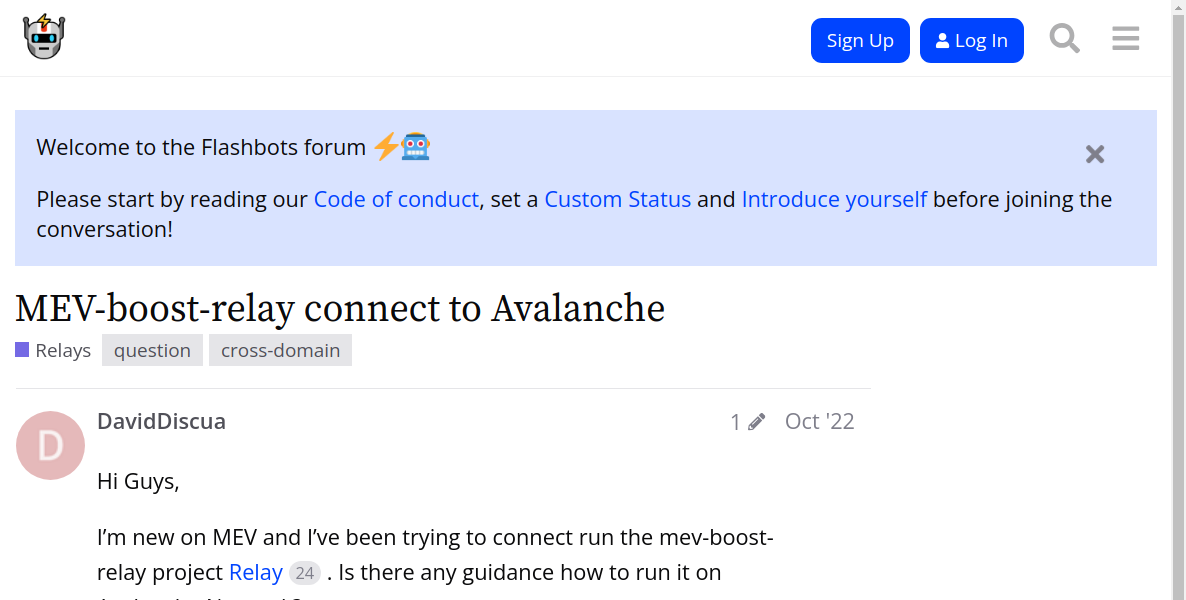 Sign Up
Log In
Welcome to the Flashbots forum
Please start by reading our Code of conduct, set a Custom Status and Introduce yourself before joining the
conversation!
MEV-boost-relay connect to Avalanche
Relays question cross-domain
D
DavidDiscua
1 Oct '22
Hi Guys,
I’m new on MEV and I’ve been trying to connect run the mev-boost-
relay project Relay 24 . Is there any guidance how to run it on